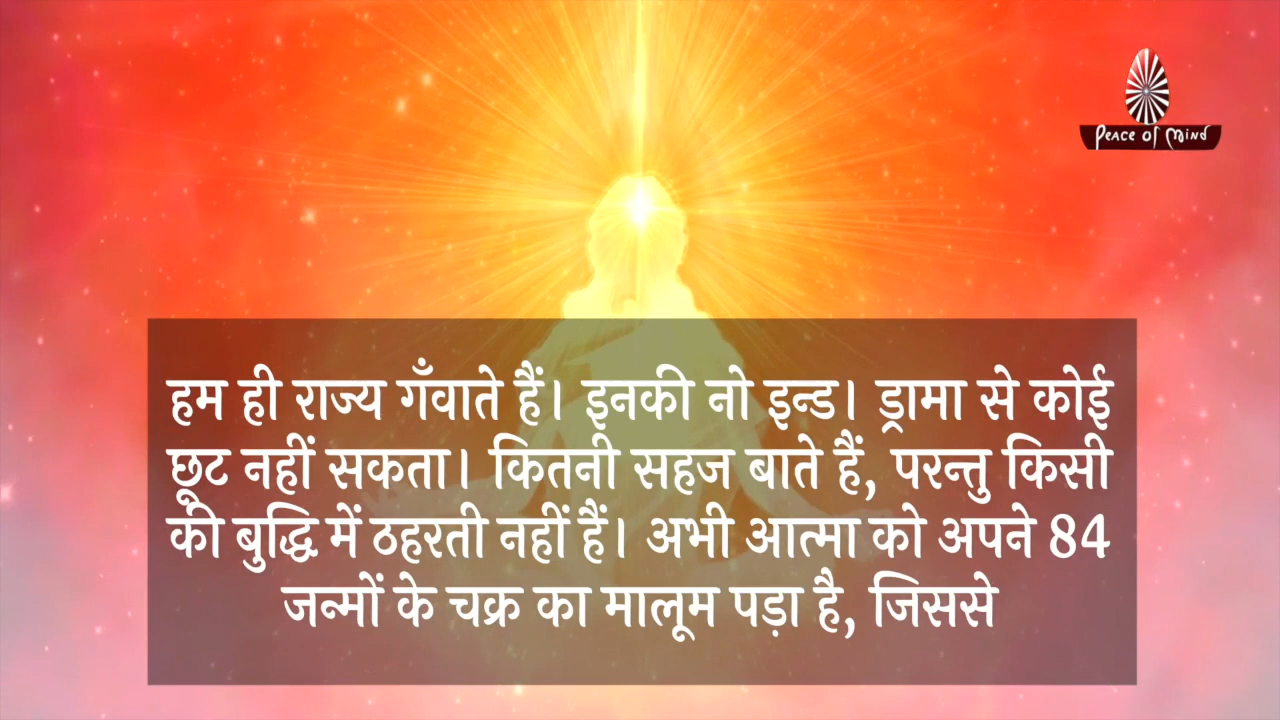 Peace of Mind
हम ही राज्य गँवाते हैं। इनकी नो इन्ड। ड्रामा से कोई
छूट नहीं सकता। कितनी सहज बाते हैं, परन्तु किसी
की बुद्धि में ठहरती नहीं हैं। अभी आत्मा को अपने 84
जन्मों के चक्र का मालूम पड़ा है, जिससे